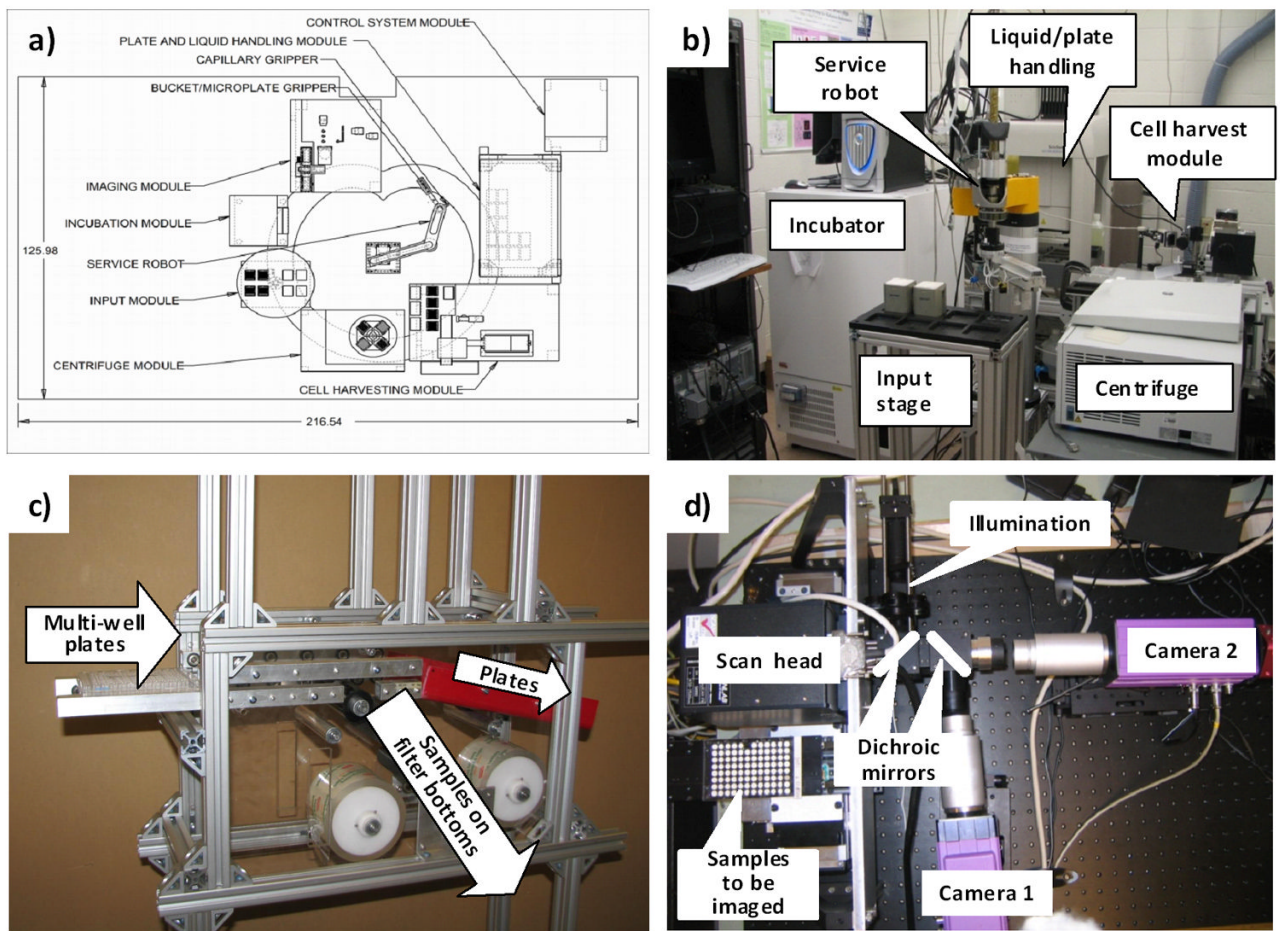 a)
CONTROL SYSTEM MODULE
PLATE AND LIQUID HANDLING MODULE
CAPILLARY GRIPPER
BUCKET/MICROPLATE GRIPPER
IMAGING MODULE
INCUBATION MODULE
125.98
SERVICE ROBOT
INPUT MODULE
CENTRIFUGE MODULE
CELL HARVESTING MODULE
216.54
b)
Liquid/plate
handling
Service
robot
Cell harvest
module
Incubator
Input
stage
Centrifuge
c)
Multi-well
plates
Plates
Samples on
filter bottoms
d)
Illumination
Scan head
Camera 2
Dichroic
mirrors
Samples
to be
imaged
Camera 1